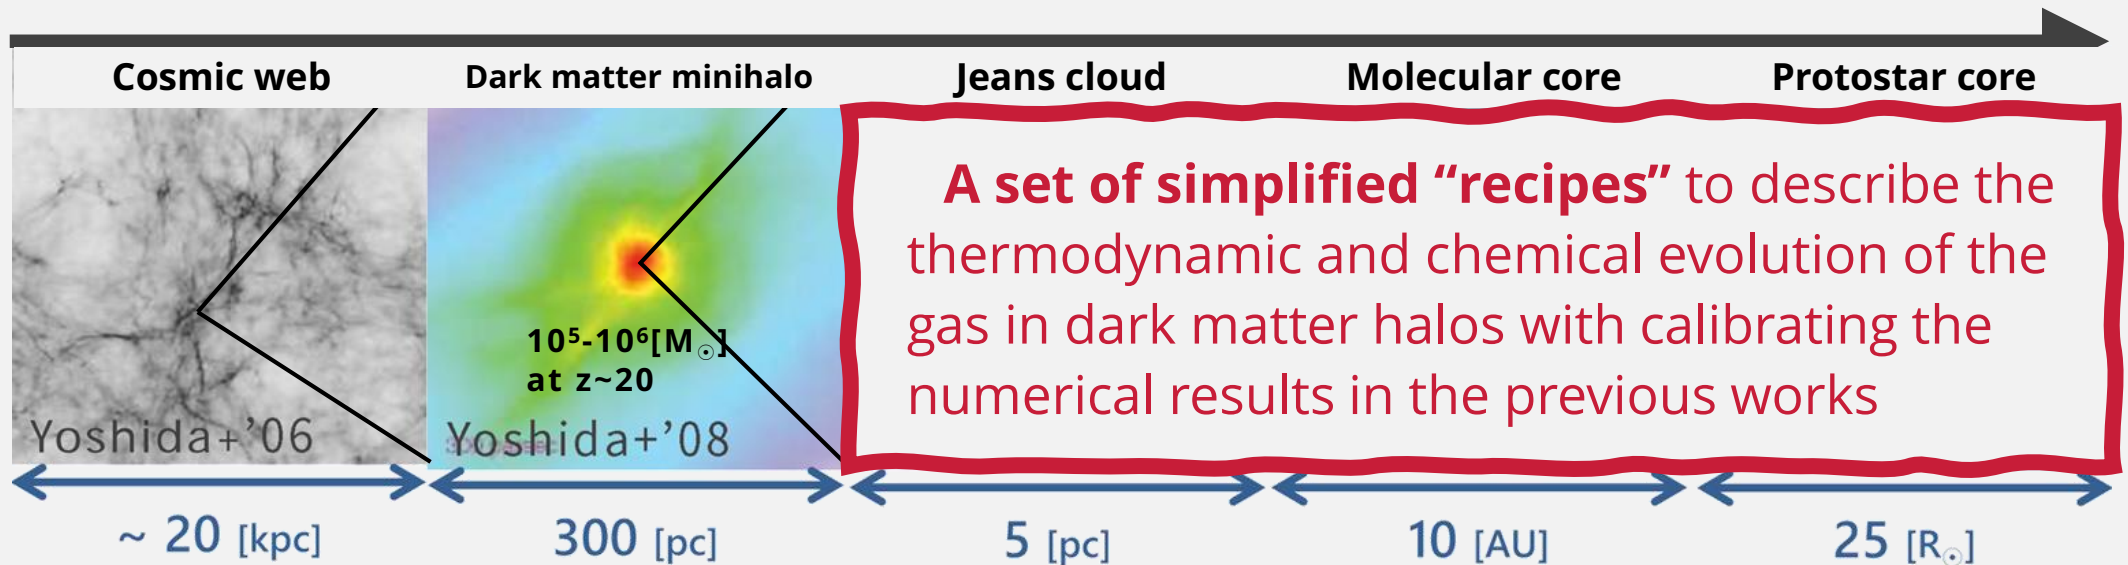 Cosmic web
Dark matter minihalo
Jeans cloud
Molecular core
Protostar core
A set of simplified “recipes” to describe the
thermodynamic and chemical evolution of the
gas in dark matter halos with calibrating the
numerical results in the previous works
10⁵-10⁶[M☉]
at z~20
Yoshida+’06
Yoshida+’08
~ 20 [kpc]
300 [pc]
5 [pc]
10 [AU]
25 [R☉]